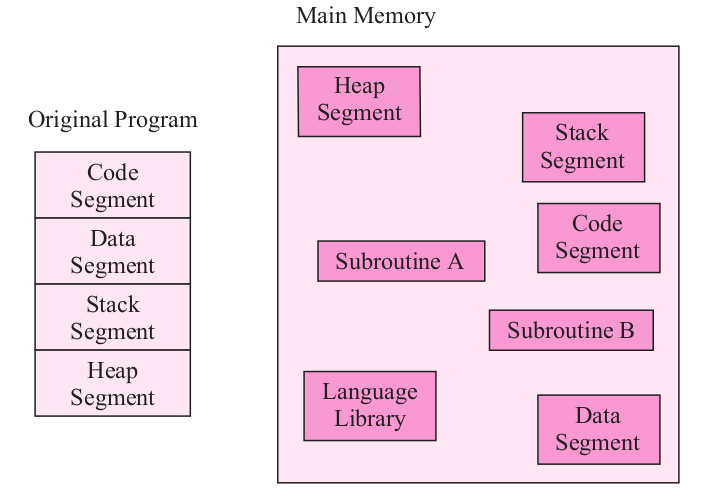 Main Memory
Original Program
Code
Segment
Data
Segment
Stack
Segment
Heap
Segment
Heap
Segment
Stack
Segment
Code
Segment
Subroutine A
Subroutine B
Language
Library
Data
Segment